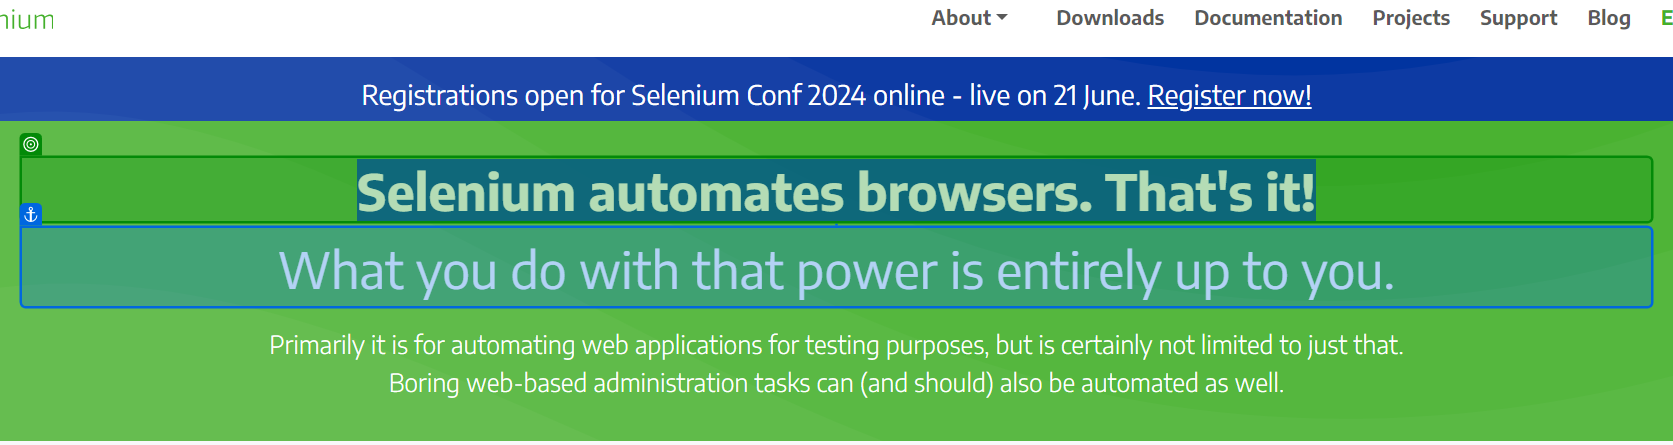 nium
About Downloads Documentation Projects Support Blog E
Registrations open for Selenium Conf 2024 online - live on 21 June. Register now!
Selenium automates browsers. That's it!
What you do with that power is entirely up to you.
Primarily it is for automating web applications for testing purposes, but is certainly not limited to just that.
Boring web-based administration tasks can (and should) also be automated as well.